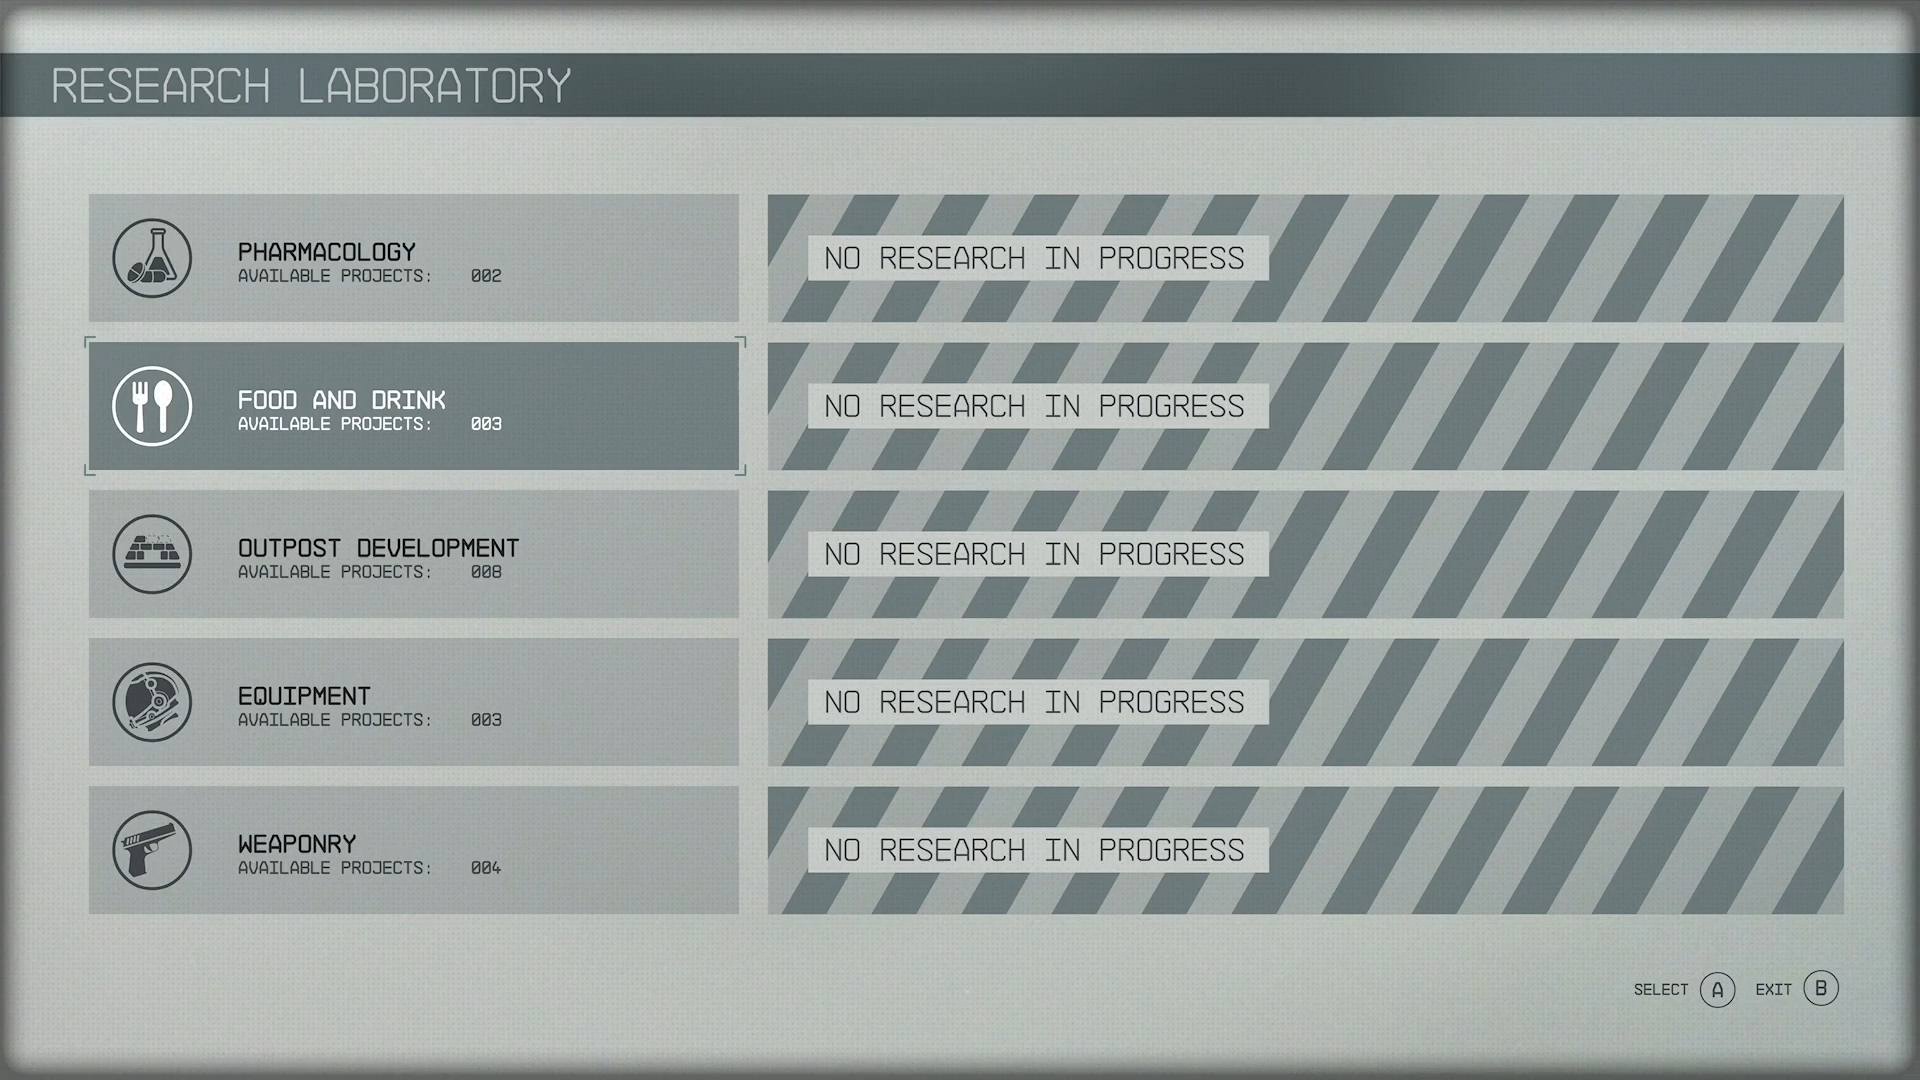 RESEARCH LABORATORY
PHARMACOLOGY
AVAILABLE PROJECTS: 002
NO RESEARCH IN PROGRESS
FOOD AND DRINK
AVAILABLE PROJECTS: 003
NO RESEARCH IN PROGRESS
OUTPOST DEVELOPMENT
AVAILABLE PROJECTS: 008
NO RESEARCH IN PROGRESS
EQUIPMENT
AVAILABLE PROJECTS: 003
NO RESEARCH IN PROGRESS
WEAPONRY
AVAILABLE PROJECTS: 004
NO RESEARCH IN PROGRESS
SELECT A EXIT B